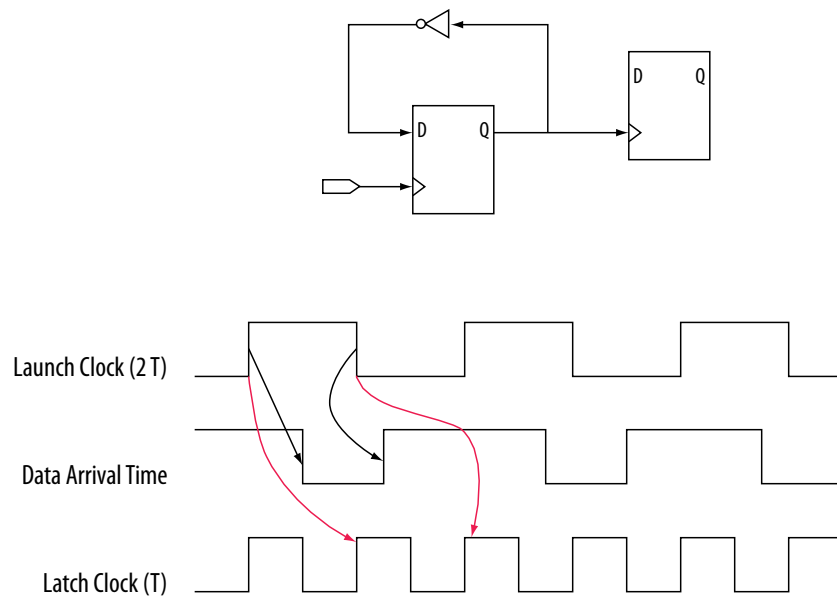 D Q
D Q
Launch Clock (2 T)
Data Arrival Time
Latch Clock (T)